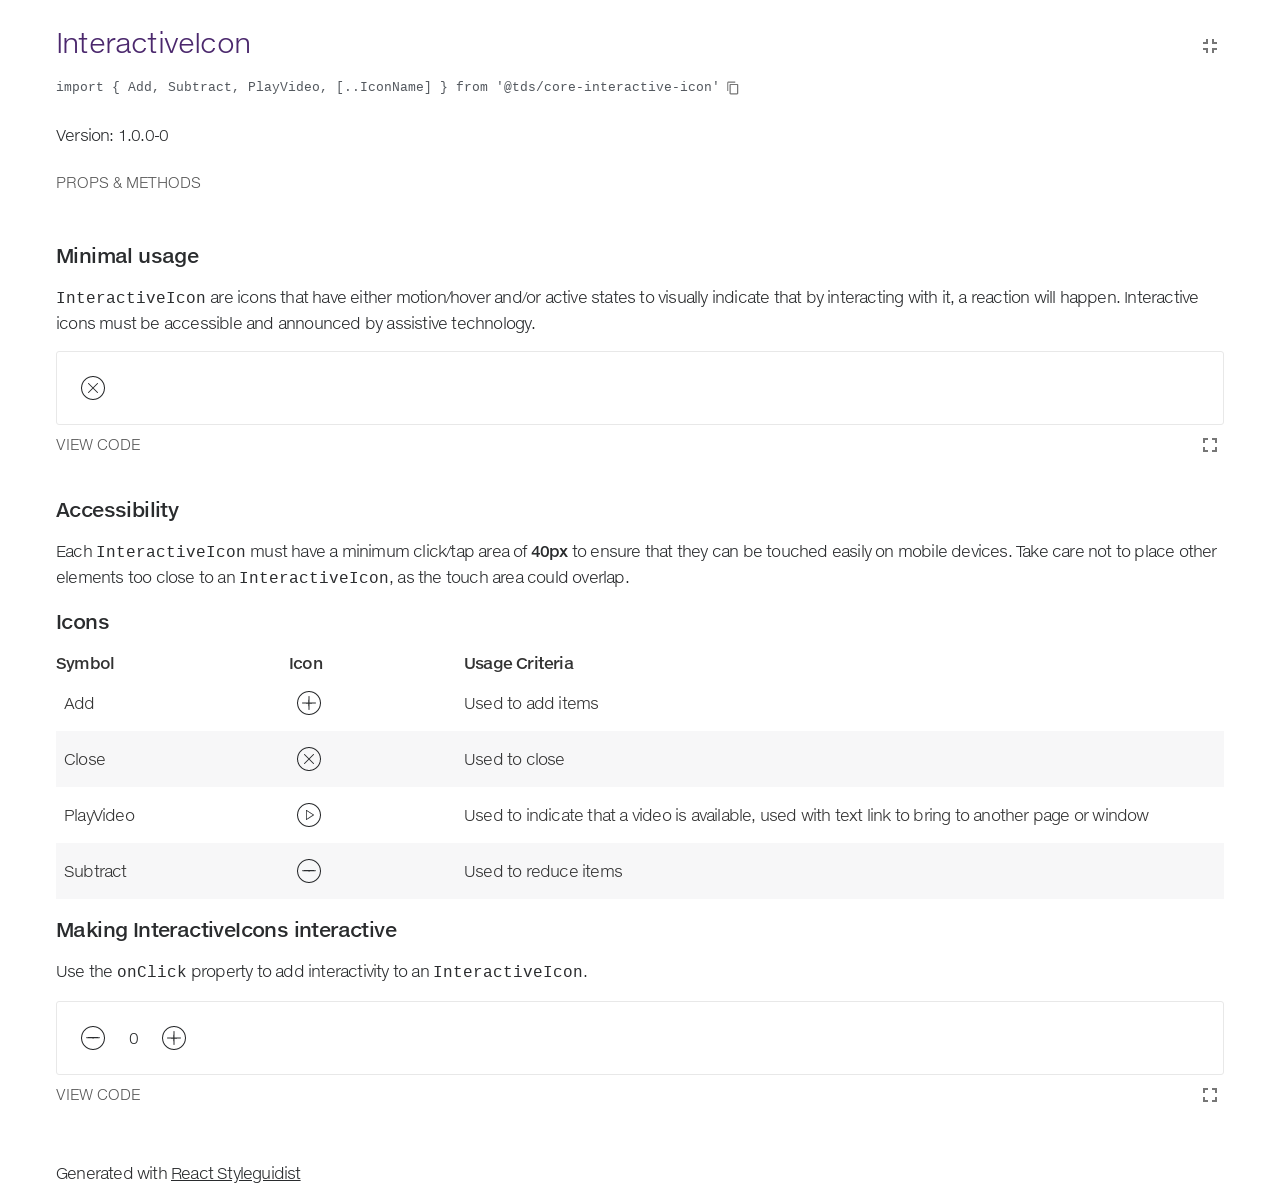 InteractiveIcon
import { Add, Subtract, PlayVideo, [..IconName] } from '@tds/core-interactive-icon'
Version: 1.0.0-0
PROPS & METHODS
Minimal usage
InteractiveIcon are icons that have either motion/hover and/or active states to visually indicate that by interacting with it, a reaction will happen. Interactive
icons must be accessible and announced by assistive technology.
VIEW CODE
Accessibility
Each InteractiveIcon must have a minimum click/tap area of 40px to ensure that they can be touched easily on mobile devices. Take care not to place other
elements too close to an InteractiveIcon, as the touch area could overlap.
Icons
Symbol Icon Usage Criteria
Add Used to add items
Close Used to close
PlayVideo Used to indicate that a video is available, used with text link to bring to another page or window
Subtract Used to reduce items
Making InteractiveIcons interactive
Use the onClick property to add interactivity to an InteractiveIcon.
0
VIEW CODE
Generated with React Styleguidist